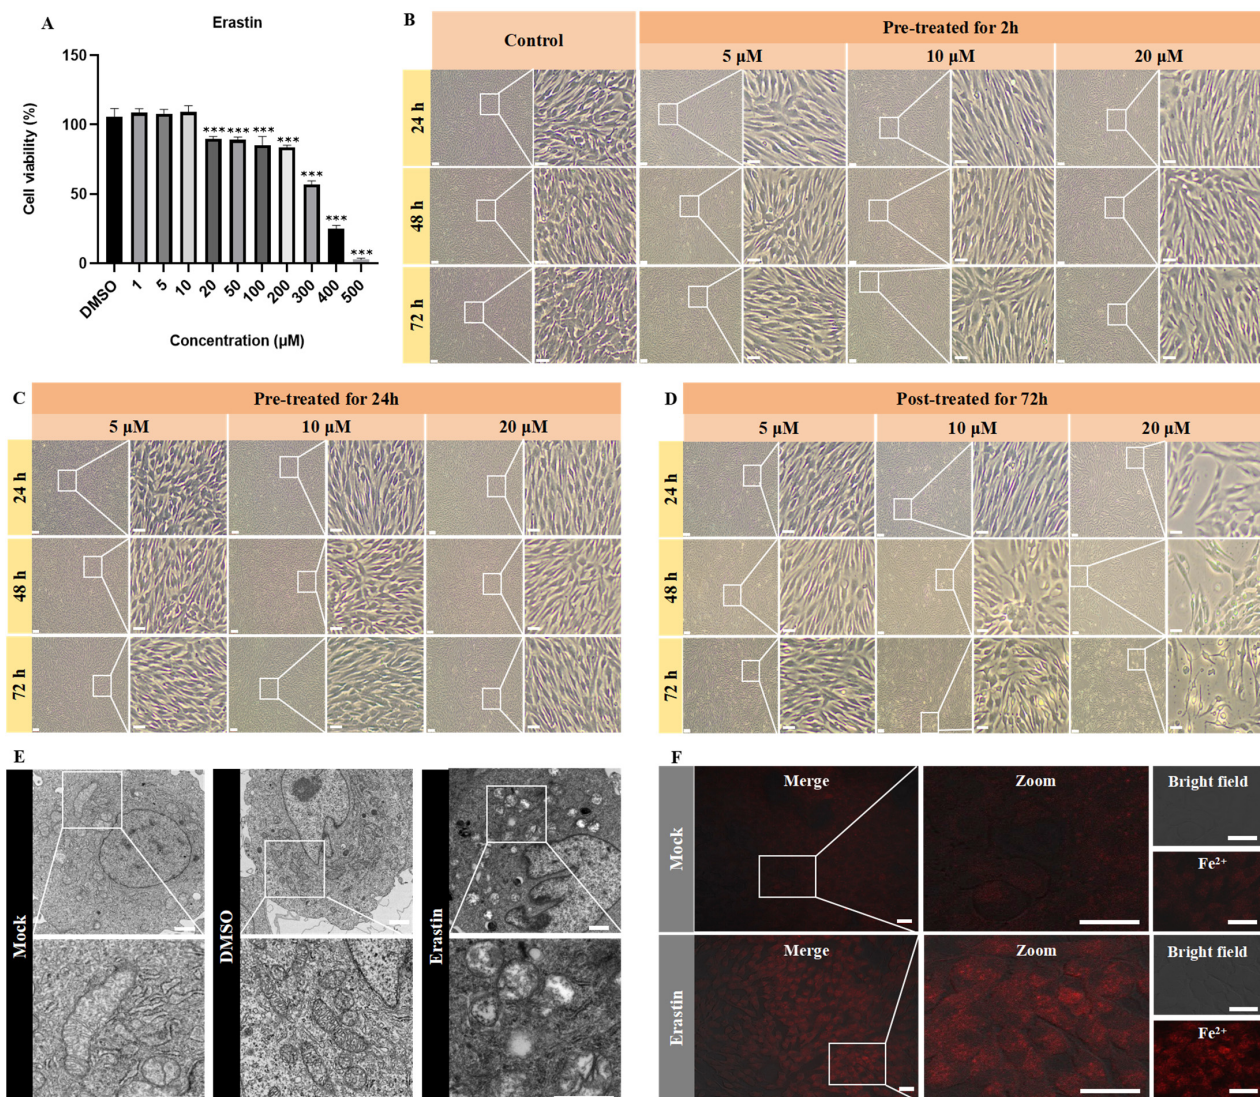 A
Erastin
Cell viability (%)
150
100
50
0
***
***
***
***
***
***
***
DMSO
1
5
10
20
50
100
200
300
400
500
Concentration (μM)
B
Control
Pre-treated for 2h
5 μM
10 μM
20 μM
24 h
48 h
72 h
C
Pre-treated for 24h
5 μM
10 μM
20 μM
24 h
48 h
72 h
D
Post-treated for 72h
5 μM
10 μM
20 μM
24 h
48 h
72 h
E
Mock
DMSO
Erastin
F
Mock
Merge
Zoom
Bright field
Fe²⁺
Erastin
Merge
Zoom
Bright field
Fe²⁺